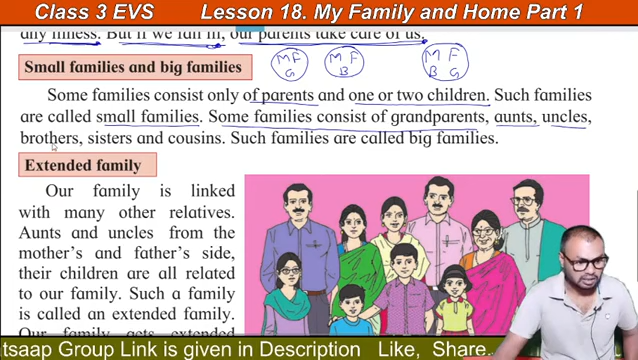 Class 3 EVS Lesson 18. My Family and Home Part 1
any illness. But if we fall ill, our parents take care of us.
M F
G
M F
B
M F
B G
Small families and big families
Some families consist only of parents and one or two children. Such families
are called small families. Some families consist of grandparents, aunts, uncles,
brothers, sisters and cousins. Such families are called big families.
Extended family
Our family is linked
with many other relatives.
Aunts and uncles from the
mother's and father's side,
their children are all related
to our family. Such a family
is called an extended family.
Our family gets extended
atsaap Group Link is given in Description Like, Share..